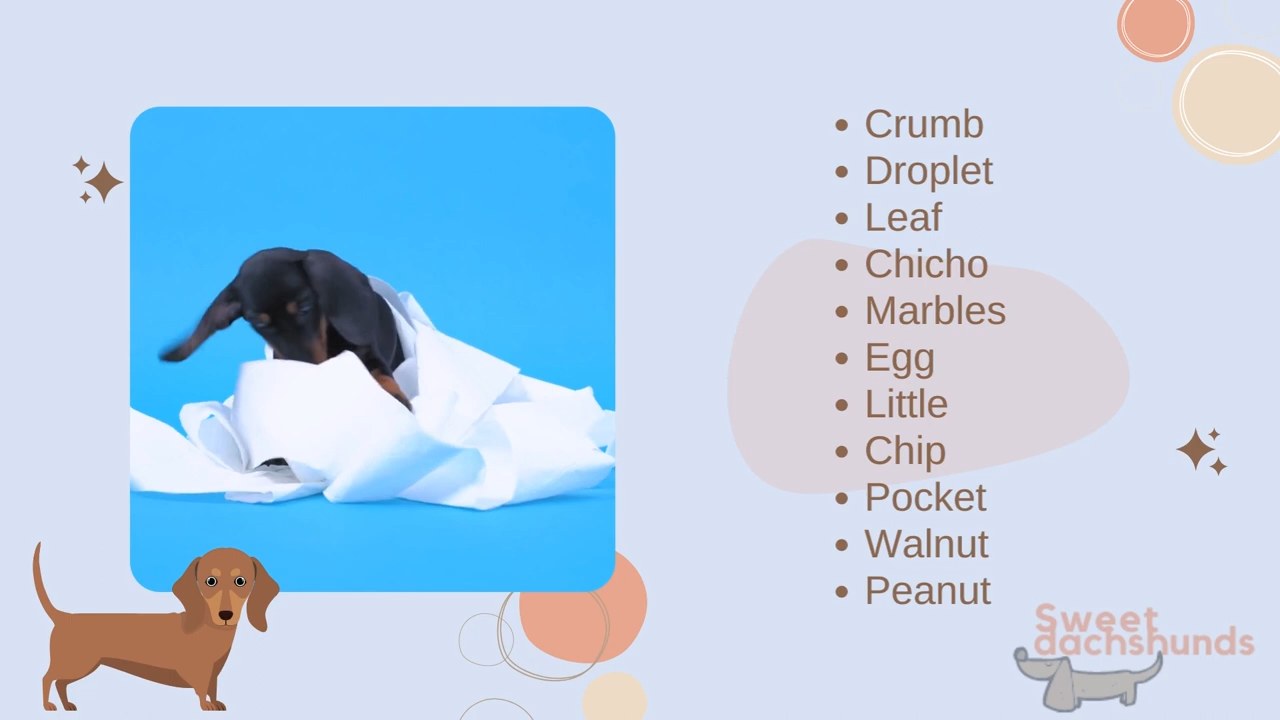 Crumb
Droplet
Leaf
Chicho
Marbles
Egg
Little
Chip
Pocket
Walnut
Peanut
Sweet
dachshunds